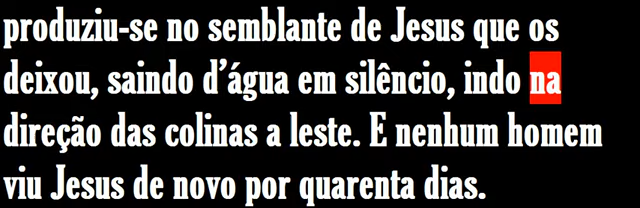 produziu-se no semblante de Jesus que os
deixou, saindo d’água em silêncio, indo na
direção das colinas a leste. E nenhum homem
viu Jesus de novo por quarenta dias.